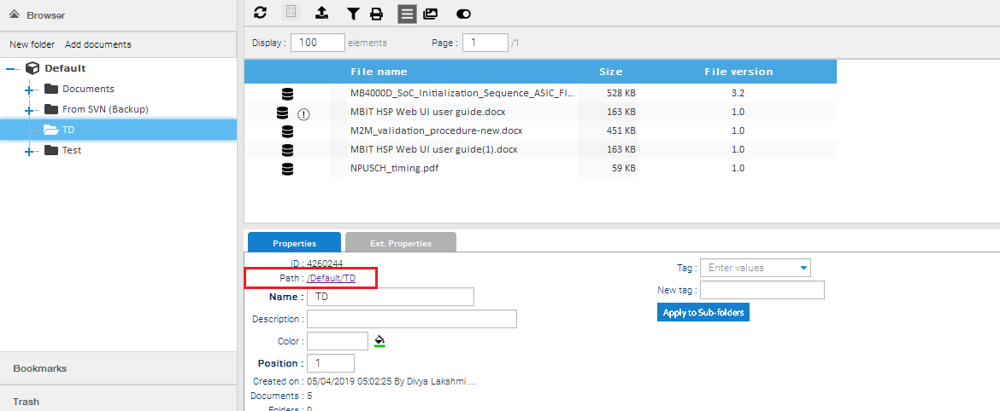 Browser
New folder Add documents
Default
Documents
From SVN (Backup)
TD
Test
Bookmarks
Trash
Display : 100 elements Page : 1 /1
File name Size File version
MB4000D_SoC_Initialization_Sequence_ASIC_Fl... 528 KB 3.2
MBIT HSP Web UI user guide.docx 163 KB 1.0
M2M_validation_procedure-new.docx 451 KB 1.0
MBIT HSP Web UI user guide(1).docx 163 KB 1.0
NPUSCH_timing.pdf 59 KB 1.0
Properties Ext. Properties
ID : 4260244
Path : /Default/TD
Name : TD
Description :
Color :
Position : 1
Created on : 05/04/2019 05:02:25 By Divya Lakshmi ...
Documents : 5
Folders : 0
Tag : Enter values
New tag :
Apply to Sub-folders